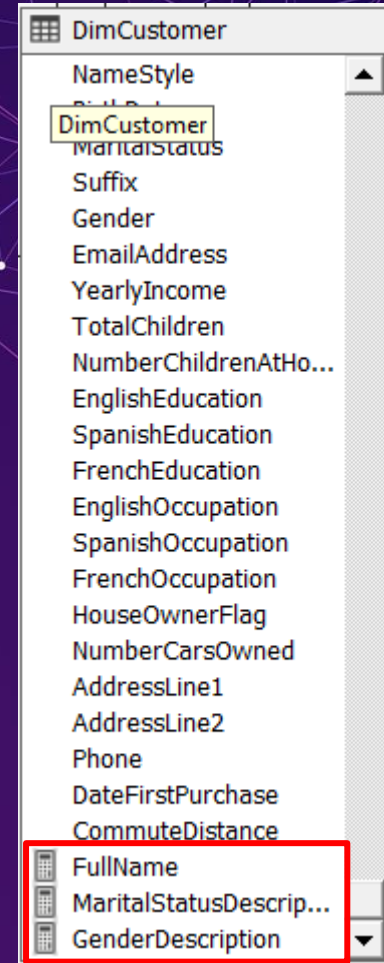 DimCustomer
NameStyle
DimCustomer
MaritalStatus
Suffix
Gender
EmailAddress
YearlyIncome
TotalChildren
NumberChildrenAtHo...
EnglishEducation
SpanishEducation
FrenchEducation
EnglishOccupation
SpanishOccupation
FrenchOccupation
HouseOwnerFlag
NumberCarsOwned
AddressLine1
AddressLine2
Phone
DateFirstPurchase
CommuteDistance
FullName
MaritalStatusDescrip...
GenderDescription